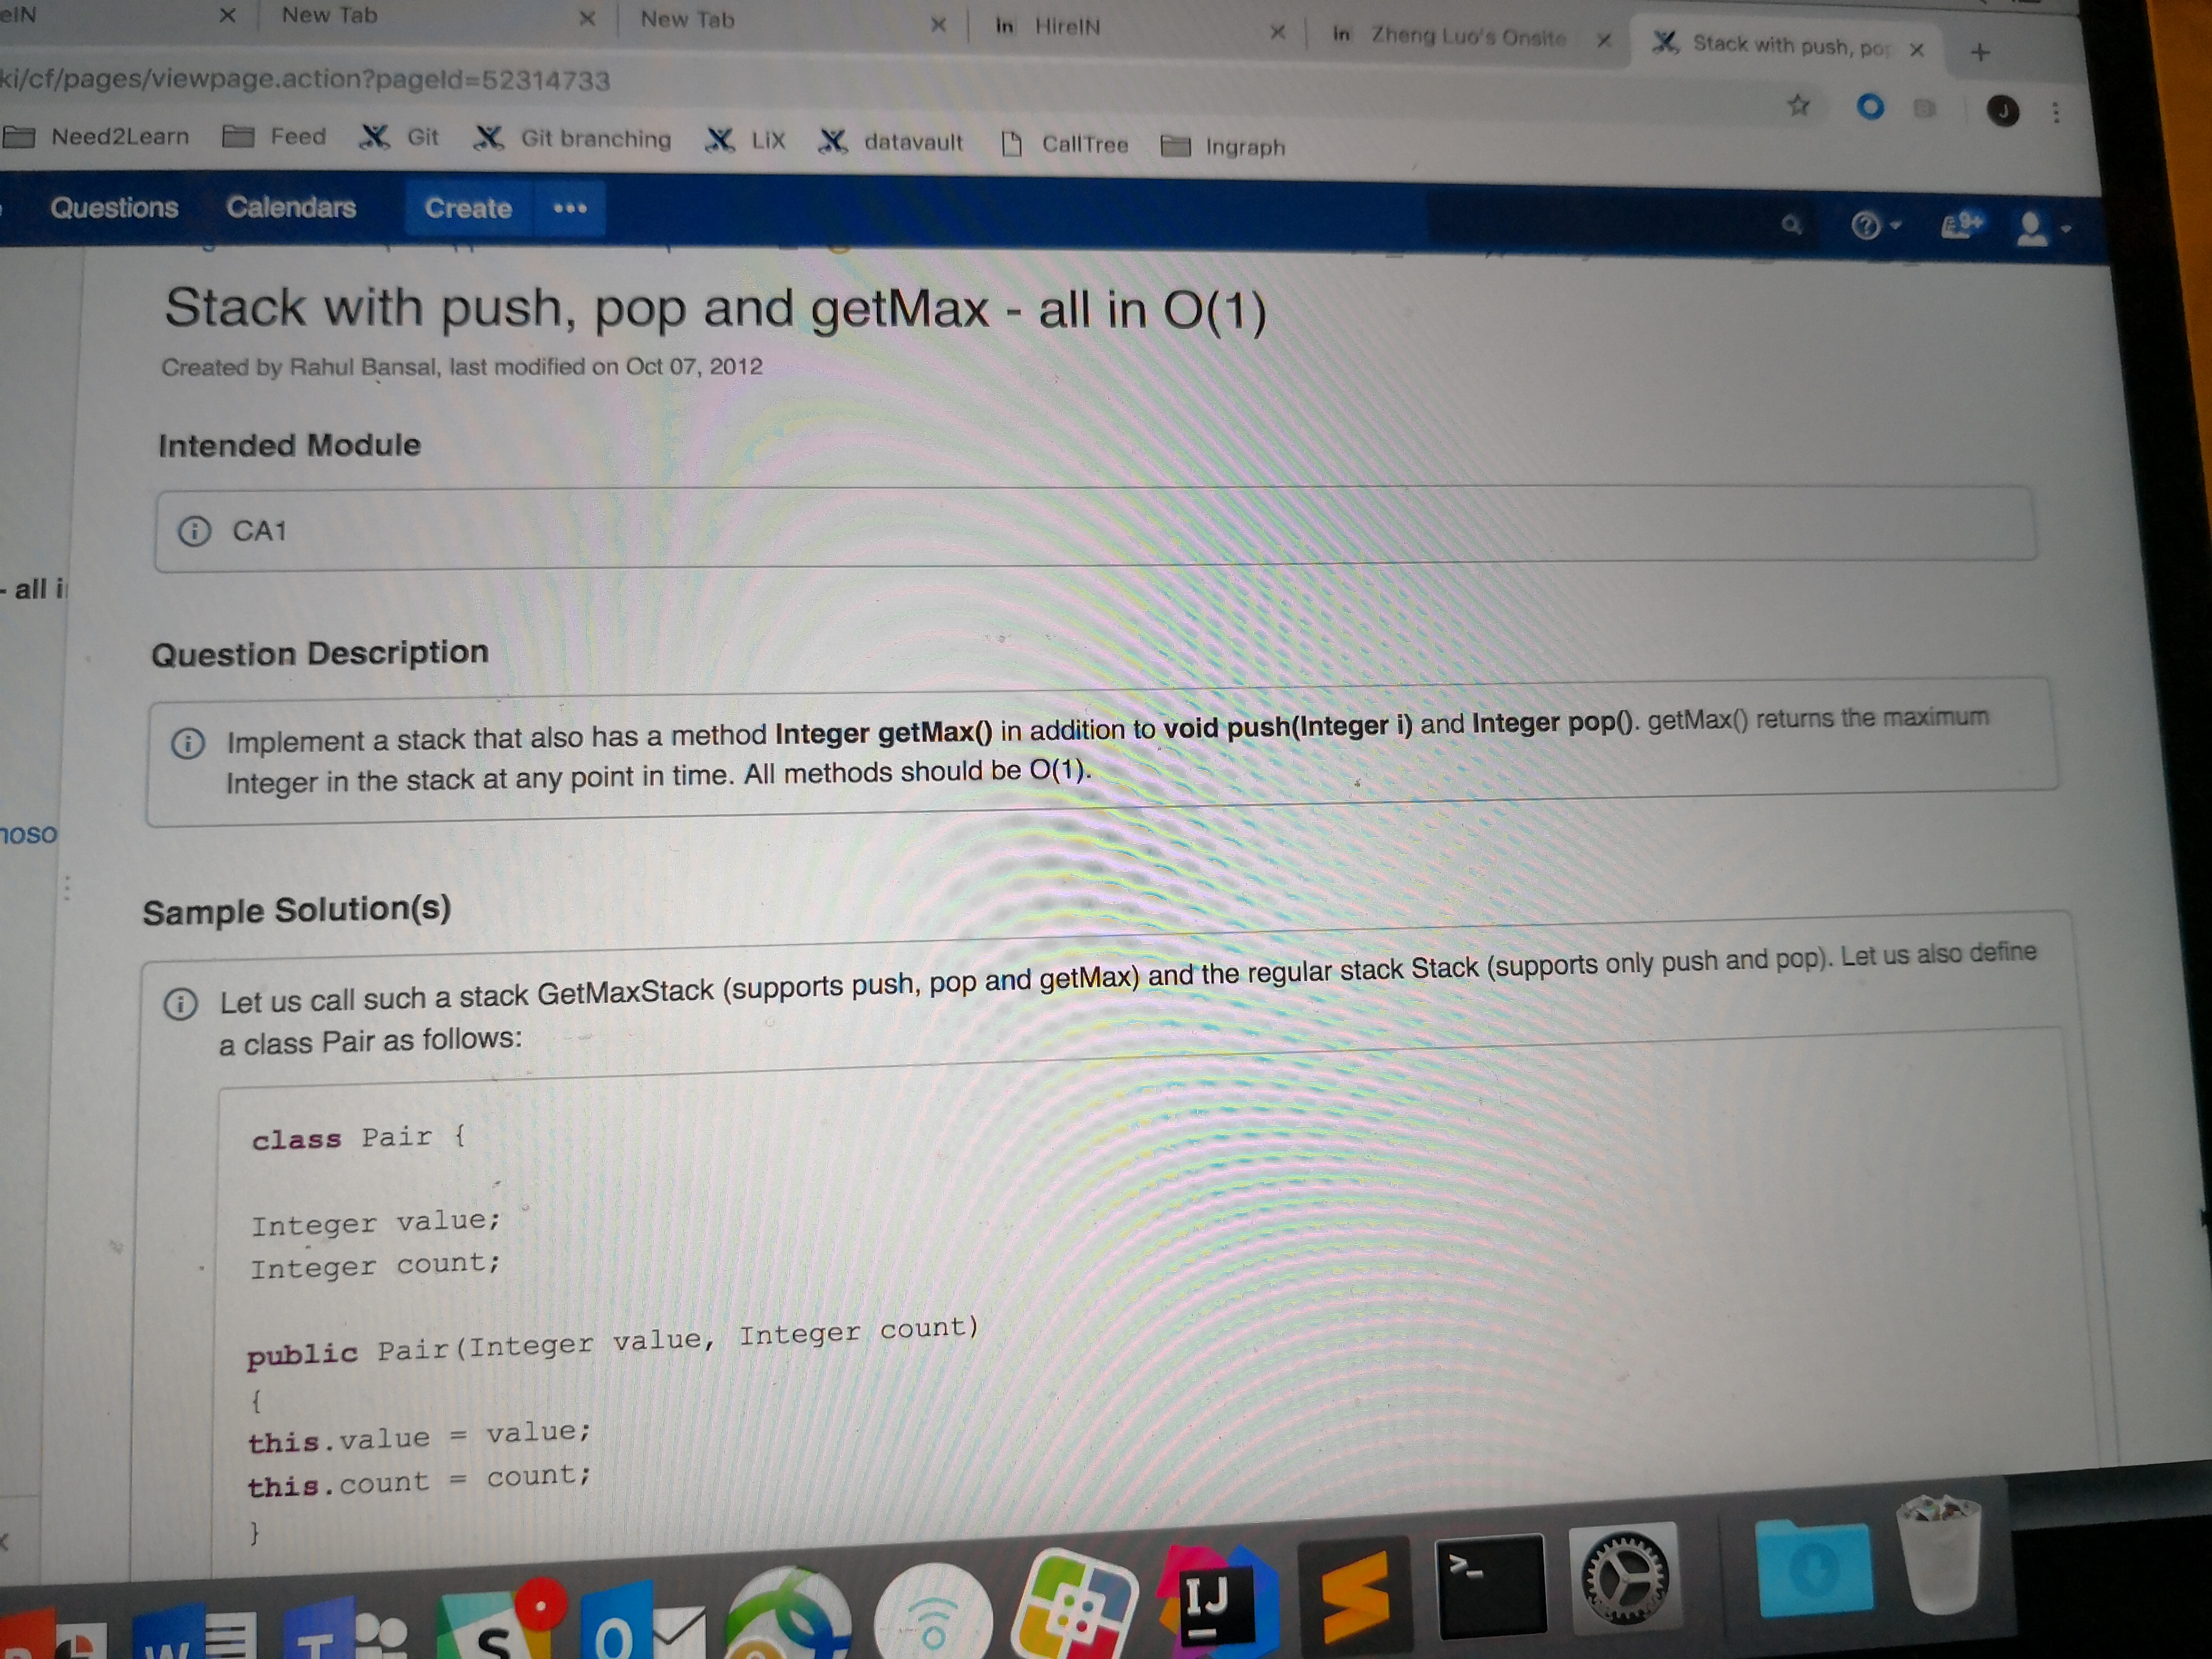 eIN
New Tab
New Tab
in HireIN
in Zheng Luo's Onsite
Stack with push, po
ki/cf/pages/viewpage.action?pageId=52314733
J
Need2Learn
Feed
Git
Git branching
LiX
datavault
CallTree
Ingraph
Questions
Calendars
Create
9+
Stack with push, pop and getMax - all in O(1)
Created by Rahul Bansal, last modified on Oct 07, 2012
Intended Module
CA1
- all i
Question Description
Implement a stack that also has a method Integer getMax() in addition to void push(Integer i) and Integer pop(). getMax() returns the maximum
Integer in the stack at any point in time. All methods should be O(1).
noso
Sample Solution(s)
Let us call such a stack GetMaxStack (supports push, pop and getMax) and the regular stack Stack (supports only push and pop). Let us also define
a class Pair as follows:
class Pair {
Integer value;
Integer count;
public Pair(Integer value, Integer count)
{
this.value = value;
this.count = count;
}
W
T
S
O
IJ
>_